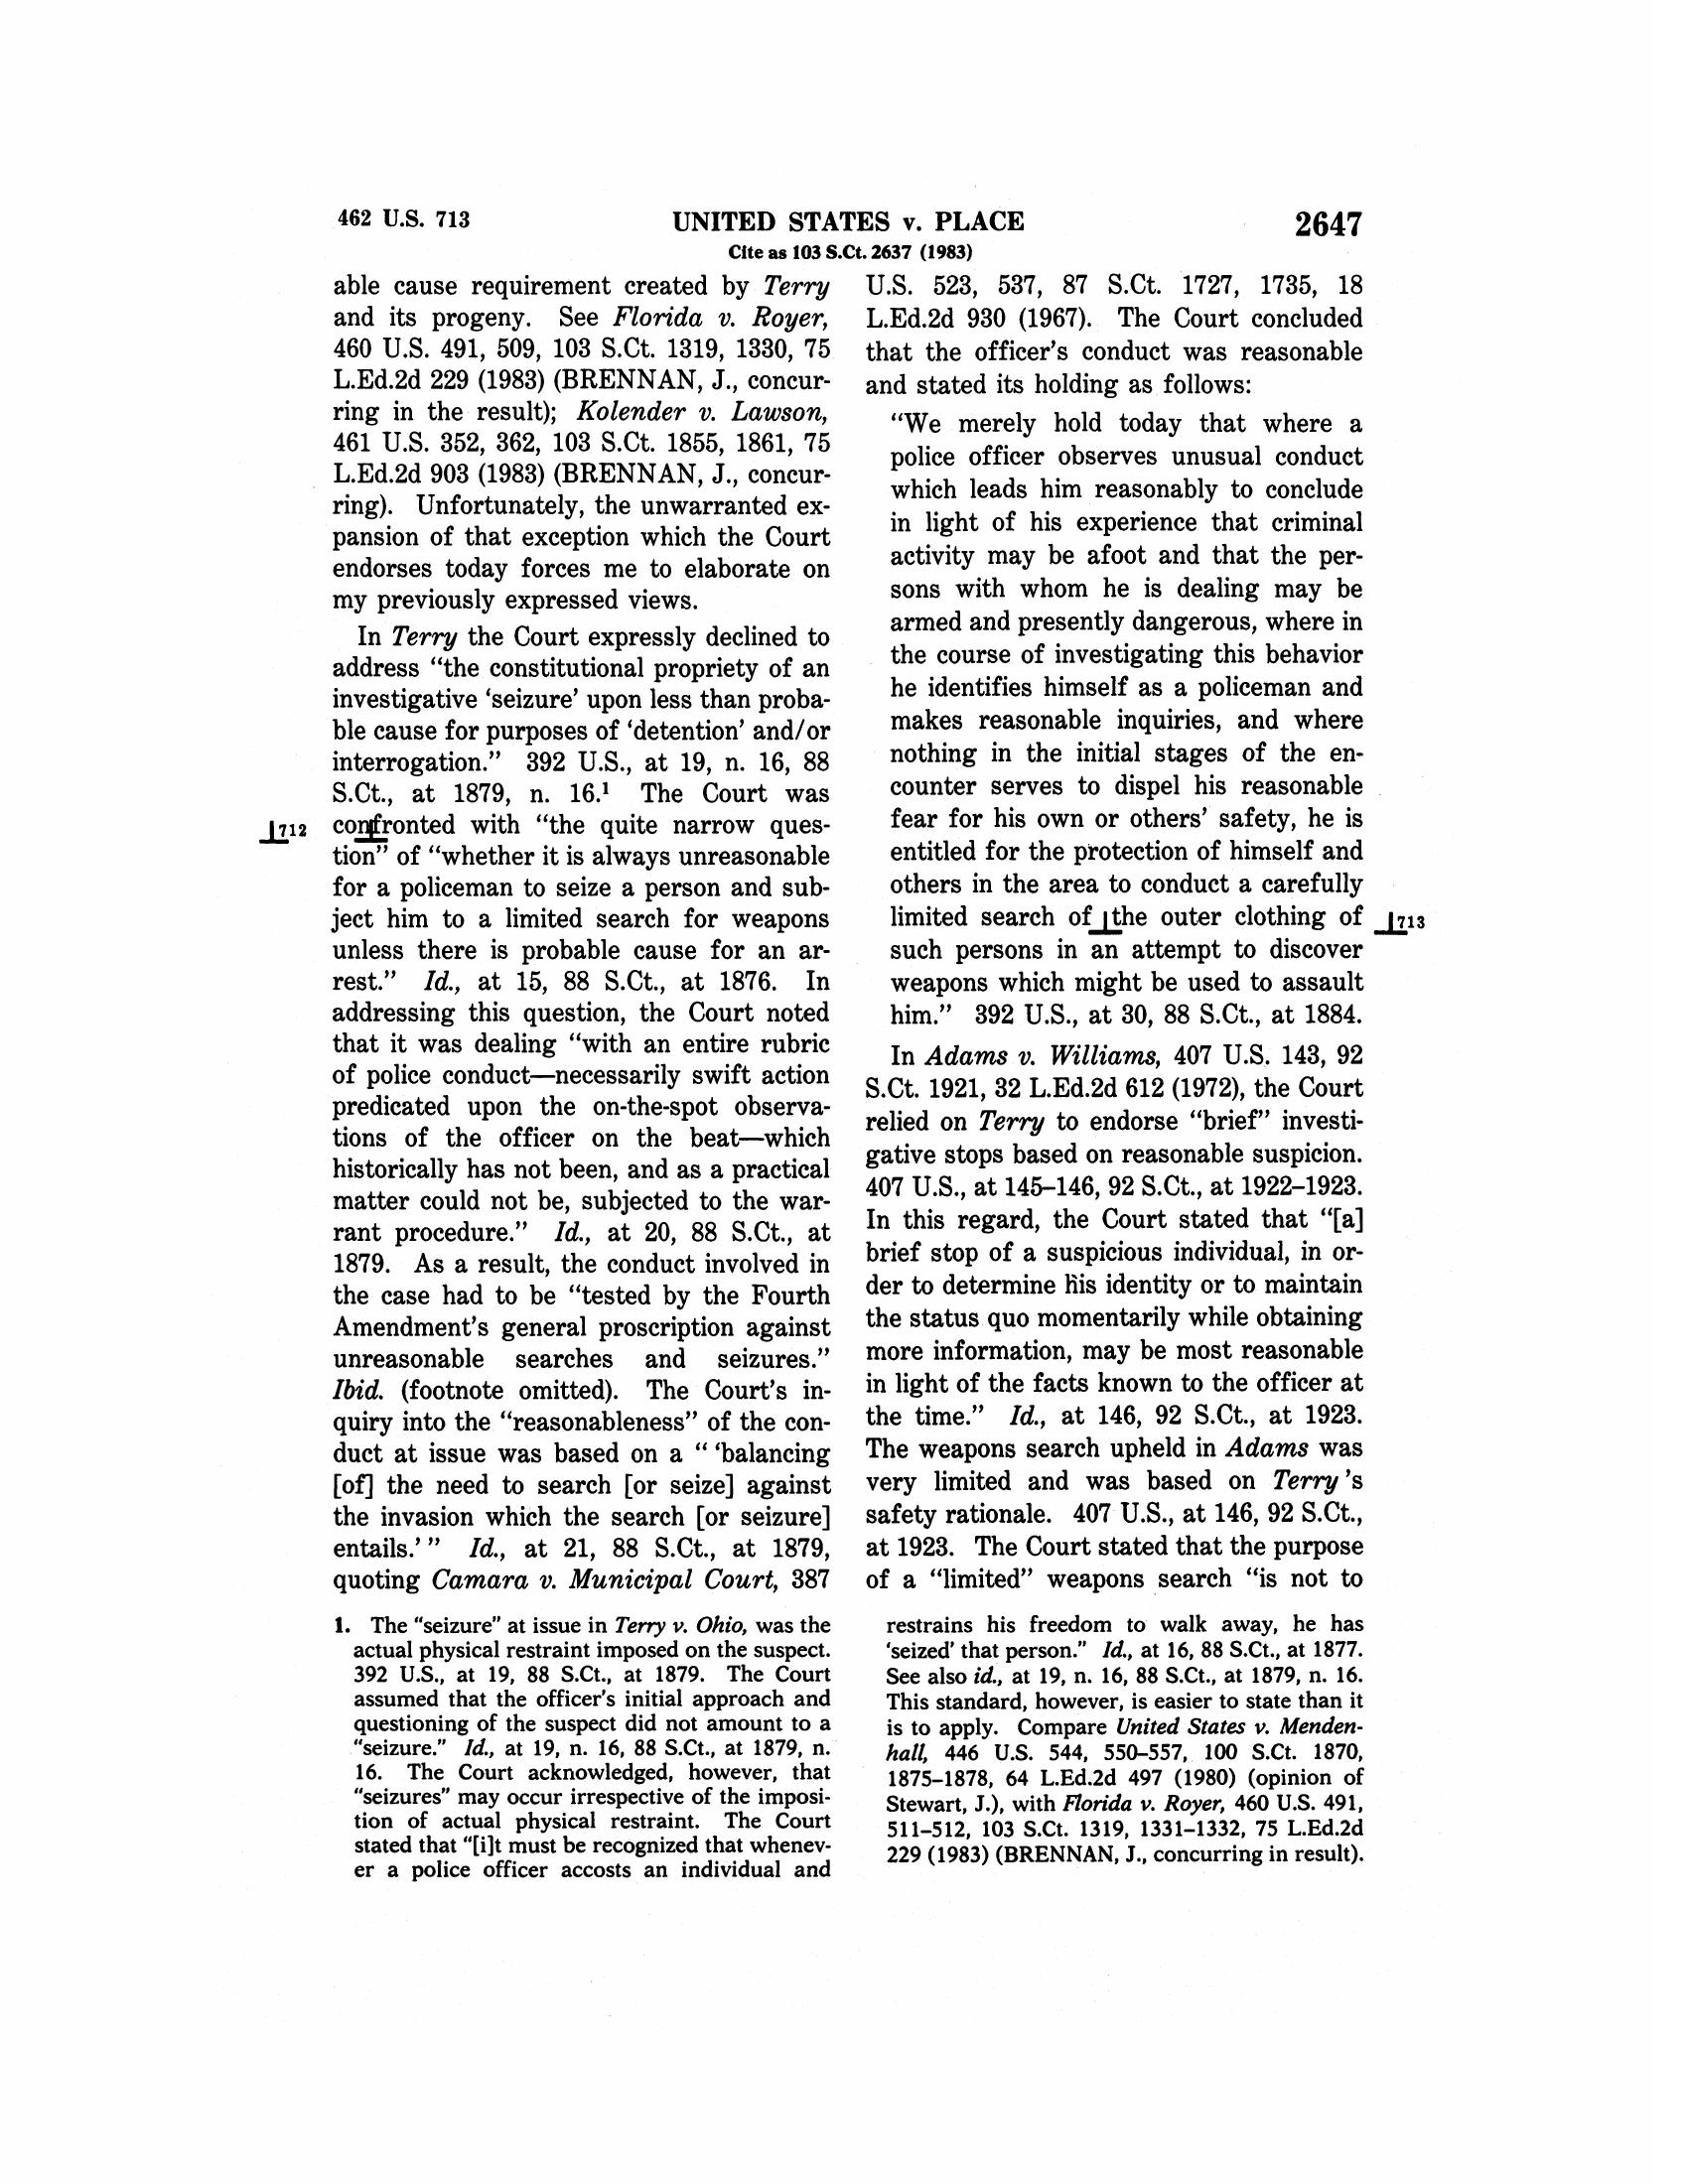 462 U.S. 713
UNITED STATES v. PLACE
2647
Cite as 103 S.Ct. 2637 (1983)
able cause requirement created by Terry
and its progeny. See Florida v. Royer,
460 U.S. 491, 509, 103 S.Ct. 1319, 1330, 75
L.Ed.2d 229 (1983) (BRENNAN, J., concur-
ring in the result); Kolender v. Lawson,
461 U.S. 352, 362, 103 S.Ct. 1855, 1861, 75
L.Ed.2d 903 (1983) (BRENNAN, J., concur-
ring). Unfortunately, the unwarranted ex-
pansion of that exception which the Court
endorses today forces me to elaborate on
my previously expressed views.
In Terry the Court expressly declined to
address “the constitutional propriety of an
investigative ‘seizure’ upon less than proba-
ble cause for purposes of ‘detention’ and/or
interrogation.” 392 U.S., at 19, n. 16, 88
S.Ct., at 1879, n. 16.¹ The Court was
712 confronted with “the quite narrow ques-
tion” of “whether it is always unreasonable
for a policeman to seize a person and sub-
ject him to a limited search for weapons
unless there is probable cause for an ar-
rest.” Id., at 15, 88 S.Ct., at 1876. In
addressing this question, the Court noted
that it was dealing “with an entire rubric
of police conduct—necessarily swift action
predicated upon the on-the-spot observa-
tions of the officer on the beat—which
historically has not been, and as a practical
matter could not be, subjected to the war-
rant procedure.” Id., at 20, 88 S.Ct., at
1879. As a result, the conduct involved in
the case had to be “tested by the Fourth
Amendment’s general proscription against
unreasonable searches and seizures.”
Ibid. (footnote omitted). The Court’s in-
quiry into the “reasonableness” of the con-
duct at issue was based on a “ ‘balancing
[of] the need to search [or seize] against
the invasion which the search [or seizure]
entails.’ ” Id., at 21, 88 S.Ct., at 1879,
quoting Camara v. Municipal Court, 387
U.S. 523, 537, 87 S.Ct. 1727, 1735, 18
L.Ed.2d 930 (1967). The Court concluded
that the officer’s conduct was reasonable
and stated its holding as follows:
“We merely hold today that where a
police officer observes unusual conduct
which leads him reasonably to conclude
in light of his experience that criminal
activity may be afoot and that the per-
sons with whom he is dealing may be
armed and presently dangerous, where in
the course of investigating this behavior
he identifies himself as a policeman and
makes reasonable inquiries, and where
nothing in the initial stages of the en-
counter serves to dispel his reasonable
fear for his own or others’ safety, he is
entitled for the protection of himself and
others in the area to conduct a carefully
limited search of the outer clothing of 713
such persons in an attempt to discover
weapons which might be used to assault
him.” 392 U.S., at 30, 88 S.Ct., at 1884.
In Adams v. Williams, 407 U.S. 143, 92
S.Ct. 1921, 32 L.Ed.2d 612 (1972), the Court
relied on Terry to endorse “brief” investi-
gative stops based on reasonable suspicion.
407 U.S., at 145–146, 92 S.Ct., at 1922–1923.
In this regard, the Court stated that “[a]
brief stop of a suspicious individual, in or-
der to determine his identity or to maintain
the status quo momentarily while obtaining
more information, may be most reasonable
in light of the facts known to the officer at
the time.” Id., at 146, 92 S.Ct., at 1923.
The weapons search upheld in Adams was
very limited and was based on Terry’s
safety rationale. 407 U.S., at 146, 92 S.Ct.,
at 1923. The Court stated that the purpose
of a “limited” weapons search “is not to
1. The “seizure” at issue in Terry v. Ohio, was the
actual physical restraint imposed on the suspect.
392 U.S., at 19, 88 S.Ct., at 1879. The Court
assumed that the officer’s initial approach and
questioning of the suspect did not amount to a
“seizure.” Id., at 19, n. 16, 88 S.Ct., at 1879, n.
16. The Court acknowledged, however, that
“seizures” may occur irrespective of the imposi-
tion of actual physical restraint. The Court
stated that “[i]t must be recognized that whenev-
er a police officer accosts an individual and
restrains his freedom to walk away, he has
‘seized’ that person.” Id., at 16, 88 S.Ct., at 1877.
See also id., at 19, n. 16, 88 S.Ct., at 1879, n. 16.
This standard, however, is easier to state than it
is to apply. Compare United States v. Menden-
hall, 446 U.S. 544, 550–557, 100 S.Ct. 1870,
1875–1878, 64 L.Ed.2d 497 (1980) (opinion of
Stewart, J.), with Florida v. Royer, 460 U.S. 491,
511–512, 103 S.Ct. 1319, 1331–1332, 75 L.Ed.2d
229 (1983) (BRENNAN, J., concurring in result).